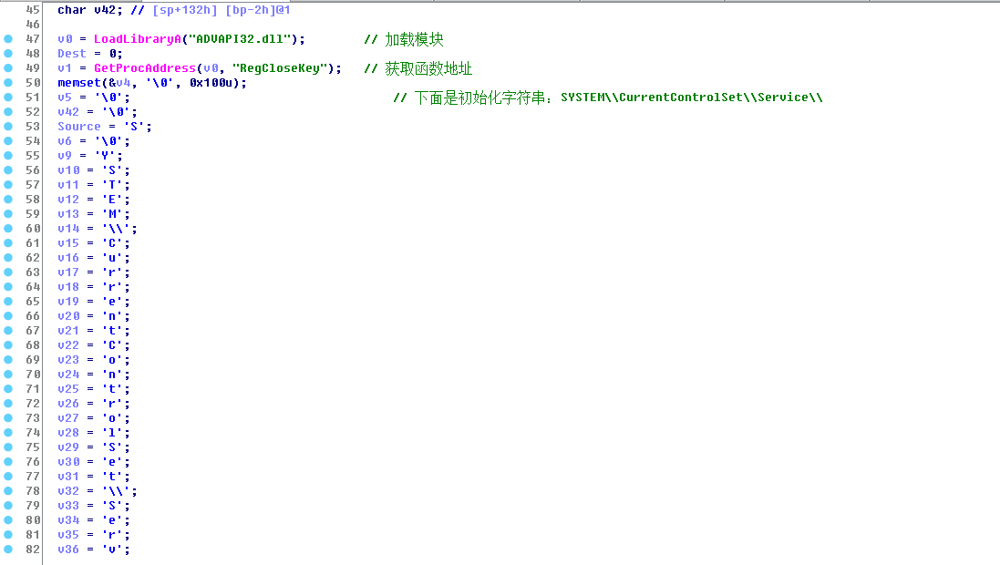 45 char v42; // [sp+132h] [bp-2h]@1
46
47 v0 = LoadLibraryA("ADVAPI32.dll"); // 加载模块
48 Dest = 0;
49 v1 = GetProcAddress(v0, "RegCloseKey"); // 获取函数地址
50 memset(&v4, '\0', 0x100u);
51 v5 = '\0'; // 下面是初始化字符串：SYSTEM\\CurrentControlSet\\Service\\
52 v42 = '\0';
53 Source = 'S';
54 v6 = '\0';
55 v9 = 'Y';
56 v10 = 'S';
57 v11 = 'T';
58 v12 = 'E';
59 v13 = 'M';
60 v14 = '\\';
61 v15 = 'C';
62 v16 = 'u';
63 v17 = 'r';
64 v18 = 'r';
65 v19 = 'e';
66 v20 = 'n';
67 v21 = 't';
68 v22 = 'C';
69 v23 = 'o';
70 v24 = 'n';
71 v25 = 't';
72 v26 = 'r';
73 v27 = 'o';
74 v28 = 'l';
75 v29 = 'S';
76 v30 = 'e';
77 v31 = 't';
78 v32 = '\\';
79 v33 = 'S';
80 v34 = 'e';
81 v35 = 'r';
82 v36 = 'v';